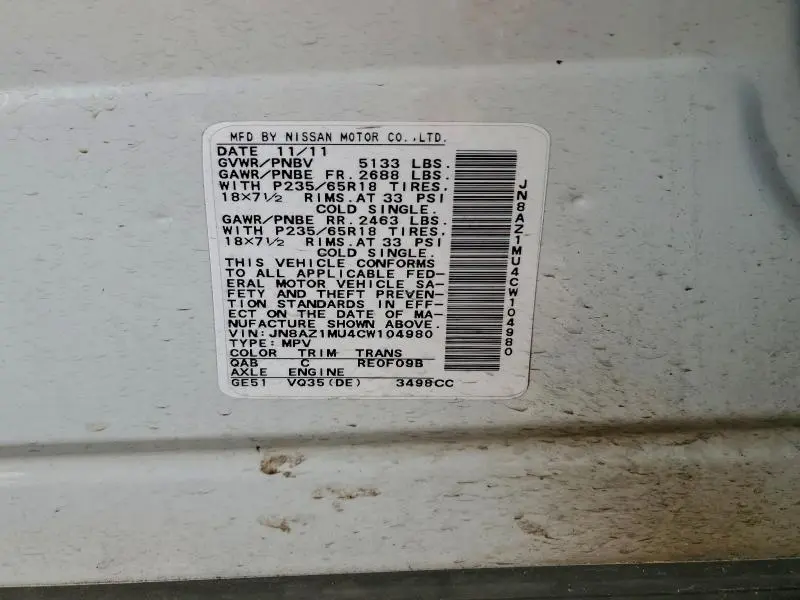 MFD BY NISSAN MOTOR CO.,LTD.
DATE 11/11
GVWR/PNBV 5133 LBS.
GAWR/PNBE FR. 2688 LBS.
WITH P235/65R18 TIRES,
18×7½ RIMS.AT 33 PSI
COLD SINGLE.
GAWR/PNBE RR. 2463 LBS.
WITH P235/65R18 TIRES,
18×7½ RIMS.AT 33 PSI
COLD SINGLE.
THIS VEHICLE CONFORMS
TO ALL APPLICABLE FED-
ERAL MOTOR VEHICLE SA-
FETY AND THEFT PREVEN-
TION STANDARDS IN EFF-
ECT ON THE DATE OF MA-
NUFACTURE SHOWN ABOVE.
VIN:JN8AZ1MU4CW104980
TYPE:MPV
COLOR TRIM TRANS
QAB C RE0F09B
AXLE ENGINE
GE51 VQ35(DE) 3498CC
JN8AZ1MU4CW104980